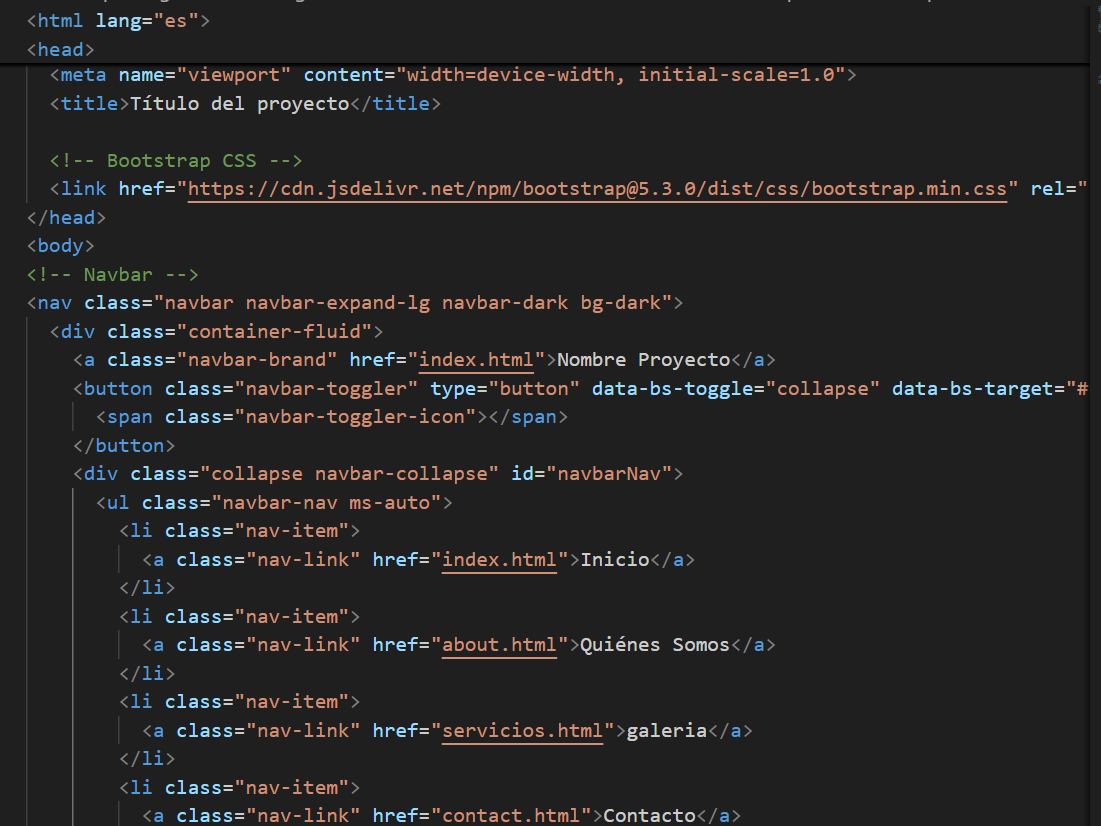 <html lang="es">
<head>
<meta name="viewport" content="width=device-width, initial-scale=1.0">
<title>Título del proyecto</title>
<!-- Bootstrap CSS -->
<link href="https://cdn.jsdelivr.net/npm/bootstrap@5.3.0/dist/css/bootstrap.min.css" rel="
</head>
<body>
<!-- Navbar -->
<nav class="navbar navbar-expand-lg navbar-dark bg-dark">
<div class="container-fluid">
<a class="navbar-brand" href="index.html">Nombre Proyecto</a>
<button class="navbar-toggler" type="button" data-bs-toggle="collapse" data-bs-target="#
<span class="navbar-toggler-icon"></span>
</button>
<div class="collapse navbar-collapse" id="navbarNav">
<ul class="navbar-nav ms-auto">
<li class="nav-item">
<a class="nav-link" href="index.html">Inicio</a>
</li>
<li class="nav-item">
<a class="nav-link" href="about.html">Quiénes Somos</a>
</li>
<li class="nav-item">
<a class="nav-link" href="servicios.html">galeria</a>
</li>
<li class="nav-item">
<a class="nav-link" href="contact.html">Contacto</a>